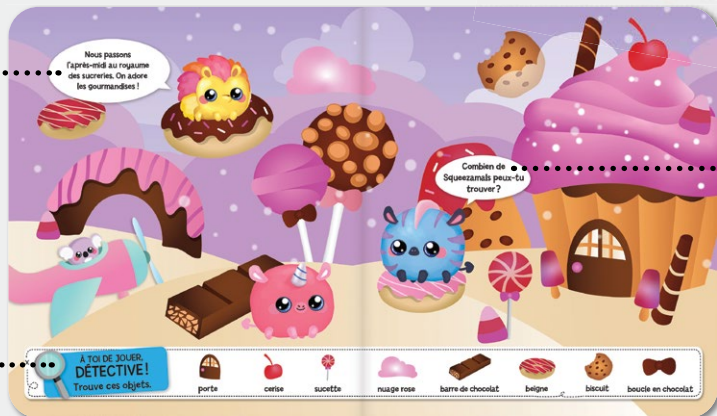 Nous passons
l'après-midi au royaume
des sucreries. On adore
les gourmandises !
Combien de
Squeezamals peux-tu
trouver ?
À TOI DE JOUER,
DÉTECTIVE !
Trouve ces objets.
porte
cerise
sucette
nuage rose
barre de chocolat
beigne
biscuit
boucle en chocolat